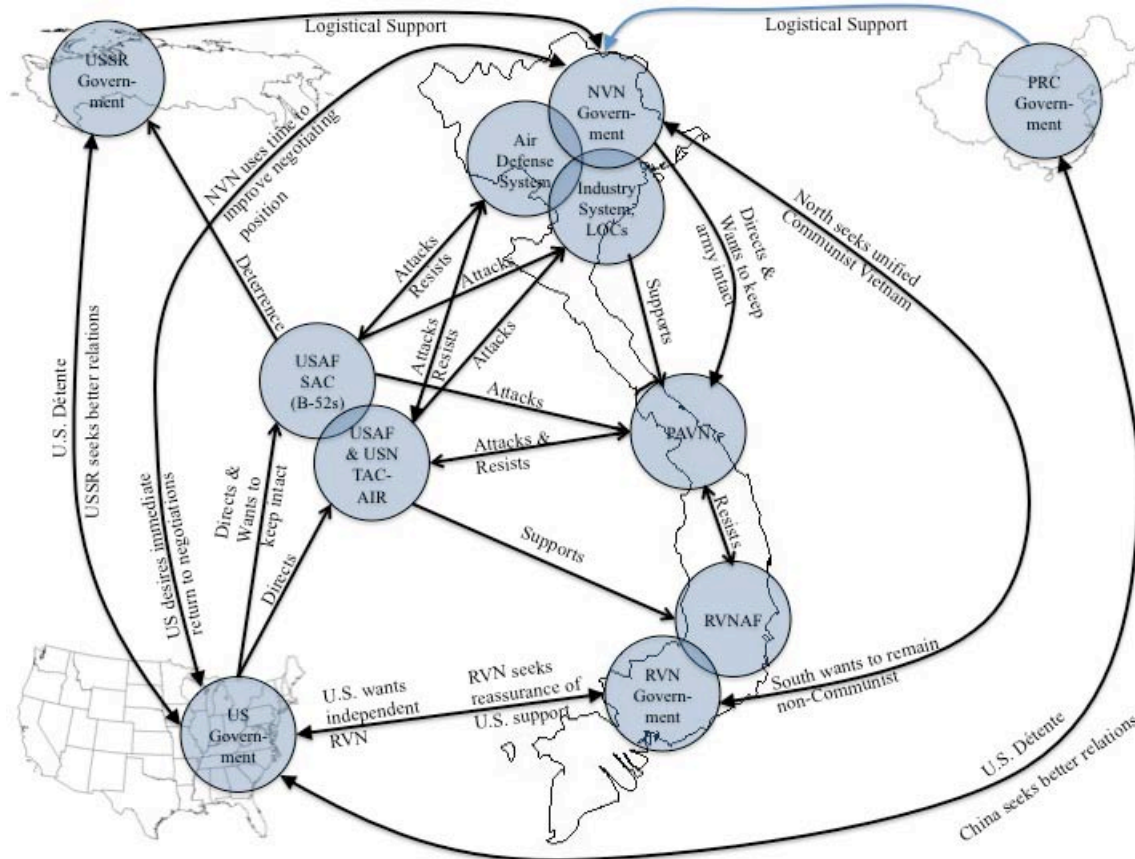 Logistical Support
Logistical Support
USSR
Govern-
ment
NVN
Govern-
ment
PRC
Govern-
ment
Air
Defense
System
Industry
System,
LOCs
NVN uses time to
improve negotiating
position
Deterrence
Attacks
Resists
Attacks
Attacks
Resists
Attacks
Supports
Directs &
Wants to keep
army intact
North seeks unified
Communist Vietnam
U.S. Détente
USSR seeks better relations
USAF
SAC
(B-52s)
USAF
& USN
TAC-
AIR
Attacks
Attacks &
Resists
PAVN
Resists
Supports
RVNAF
US desires immediate
return to negotiations
Directs &
Wants to
keep intact
Directs
US
Govern-
ment
U.S. wants
independent
RVN
RVN seeks
reassurance of
U.S. support
RVN
Govern-
ment
South wants to remain
non-Communist
U.S. Détente
China seeks better relations